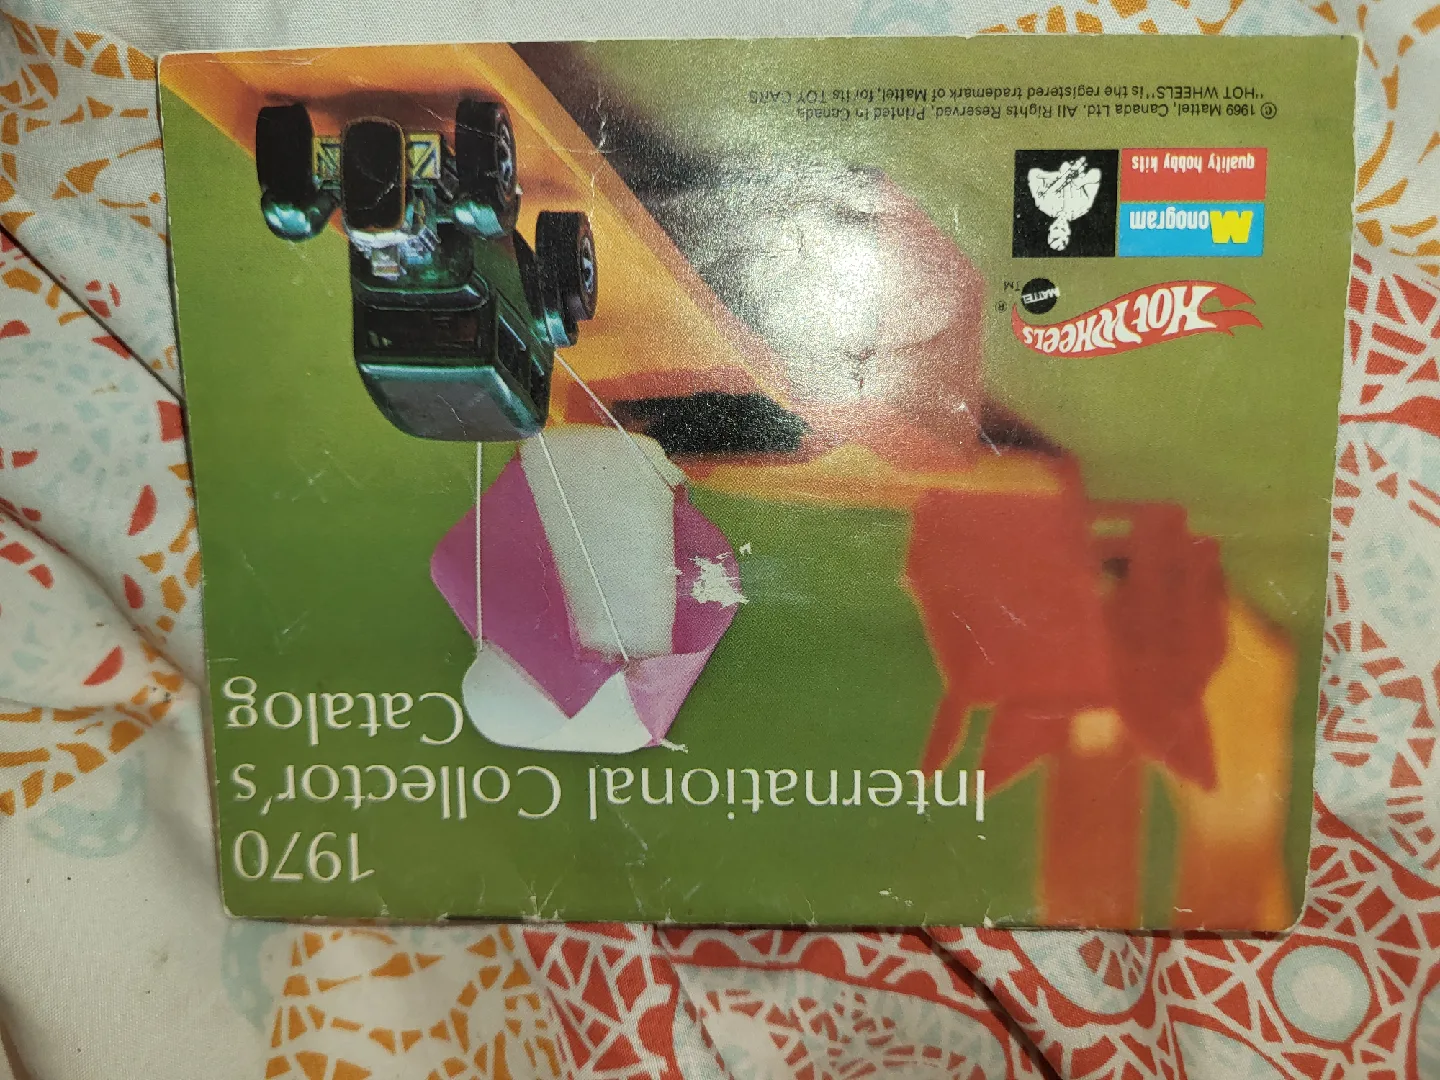 1970
International Collector's
Catalog
HOT WHEELS
®
MATTEL
TM
Monogram
quality hobby kits
© 1969 Mattel, Canada Ltd. All Rights Reserved, Printed in Canada
"HOT WHEELS" is the registered trademark of Mattel, for its TOY CARS